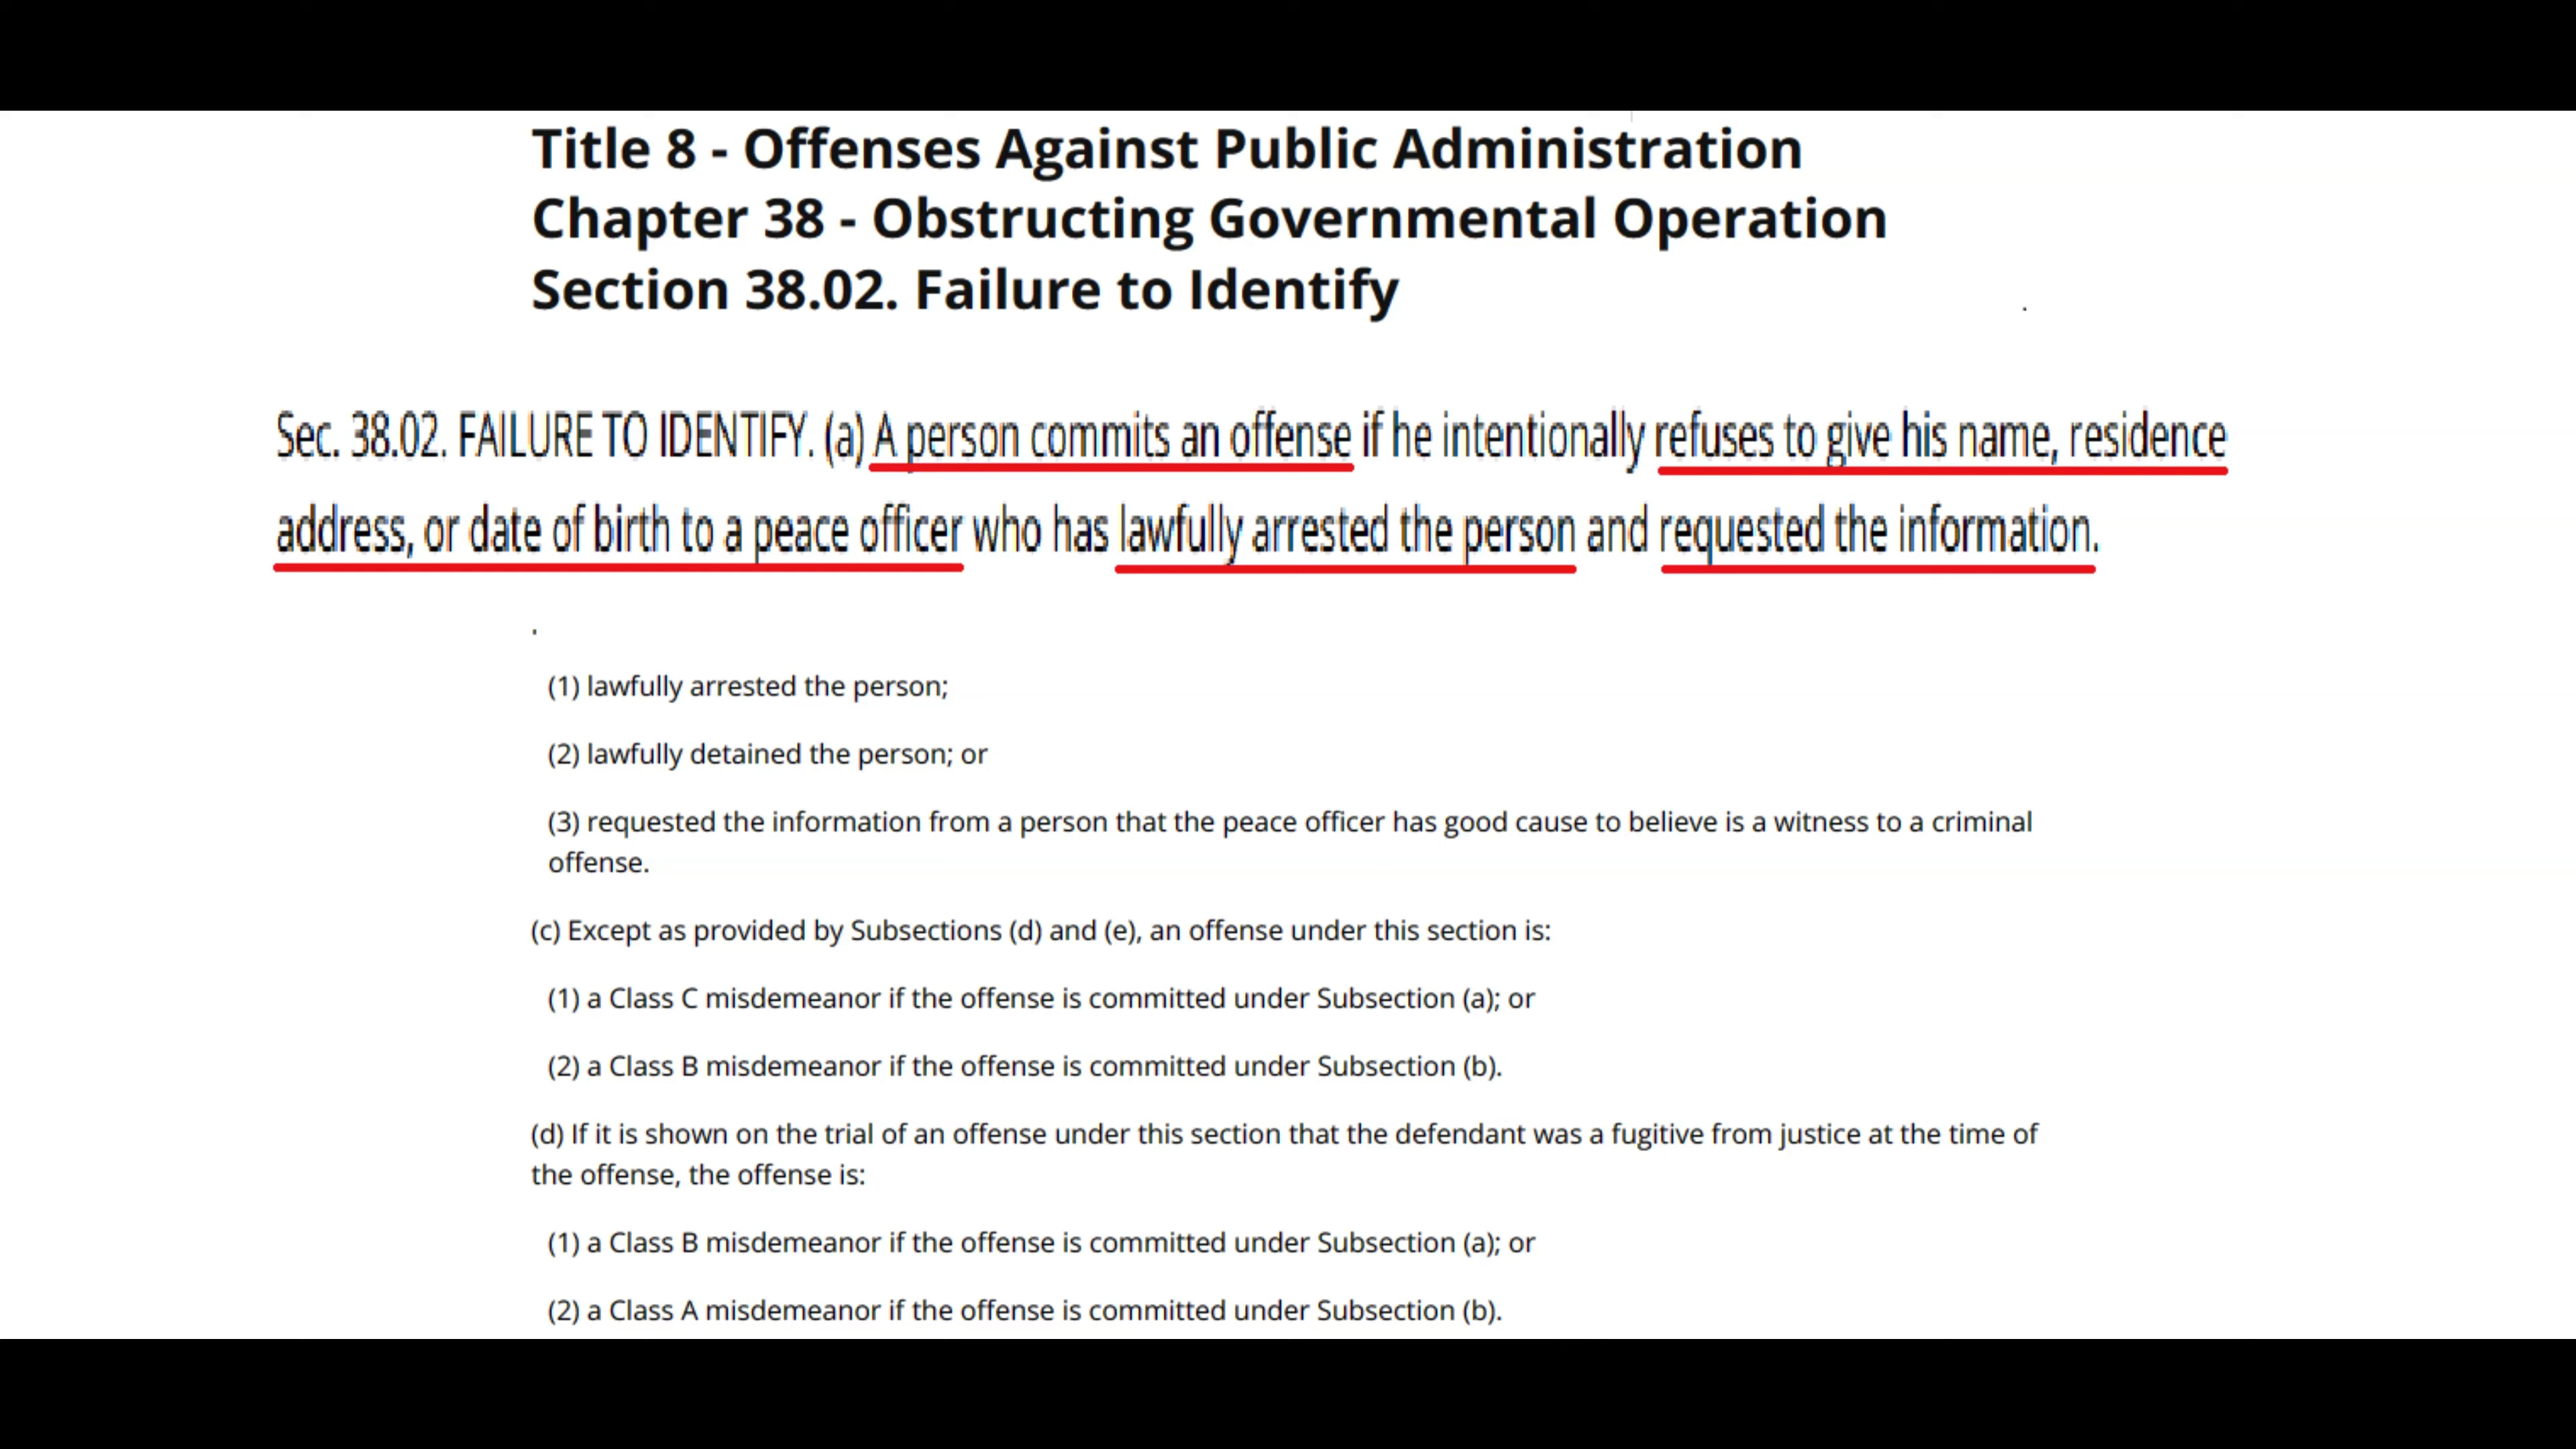 Title 8 - Offenses Against Public Administration
Chapter 38 - Obstructing Governmental Operation
Section 38.02. Failure to Identify
Sec. 38.02. FAILURE TO IDENTIFY. (a) A person commits an offense if he intentionally refuses to give his name, residence
address, or date of birth to a peace officer who has lawfully arrested the person and requested the information.
(1) lawfully arrested the person;
(2) lawfully detained the person; or
(3) requested the information from a person that the peace officer has good cause to believe is a witness to a criminal
offense.
(c) Except as provided by Subsections (d) and (e), an offense under this section is:
(1) a Class C misdemeanor if the offense is committed under Subsection (a); or
(2) a Class B misdemeanor if the offense is committed under Subsection (b).
(d) If it is shown on the trial of an offense under this section that the defendant was a fugitive from justice at the time of
the offense, the offense is:
(1) a Class B misdemeanor if the offense is committed under Subsection (a); or
(2) a Class A misdemeanor if the offense is committed under Subsection (b).